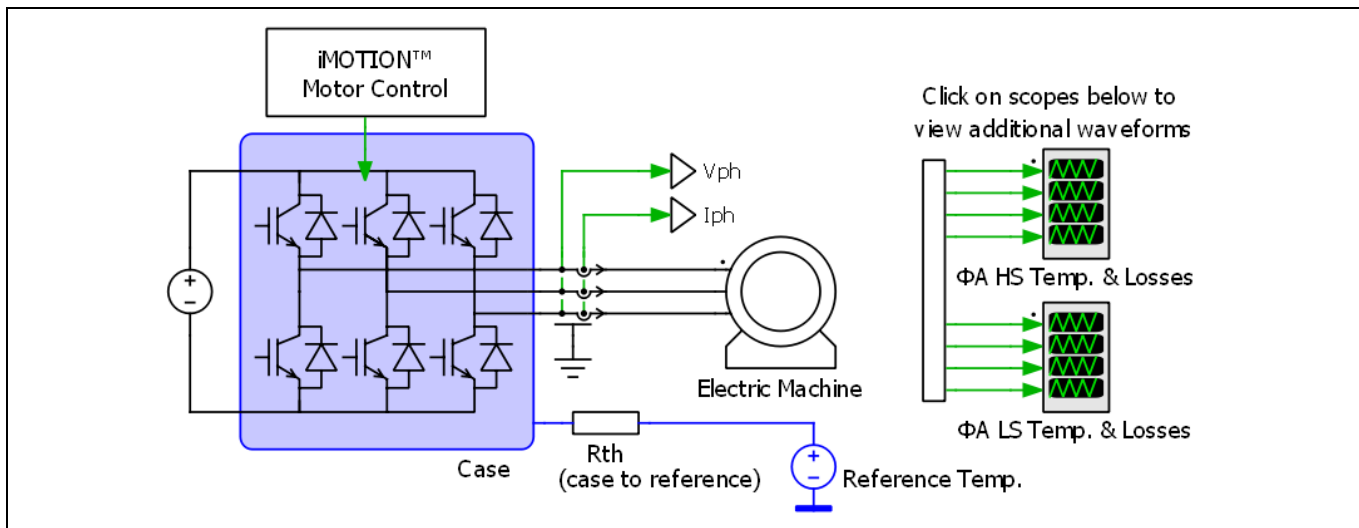 iMOTION™
Motor Control
Click on scopes below to
view additional waveforms
Vph
Iph
ΦA HS Temp. & Losses
Electric Machine
ΦA LS Temp. & Losses
Case
Rth
(case to reference)
Reference Temp.